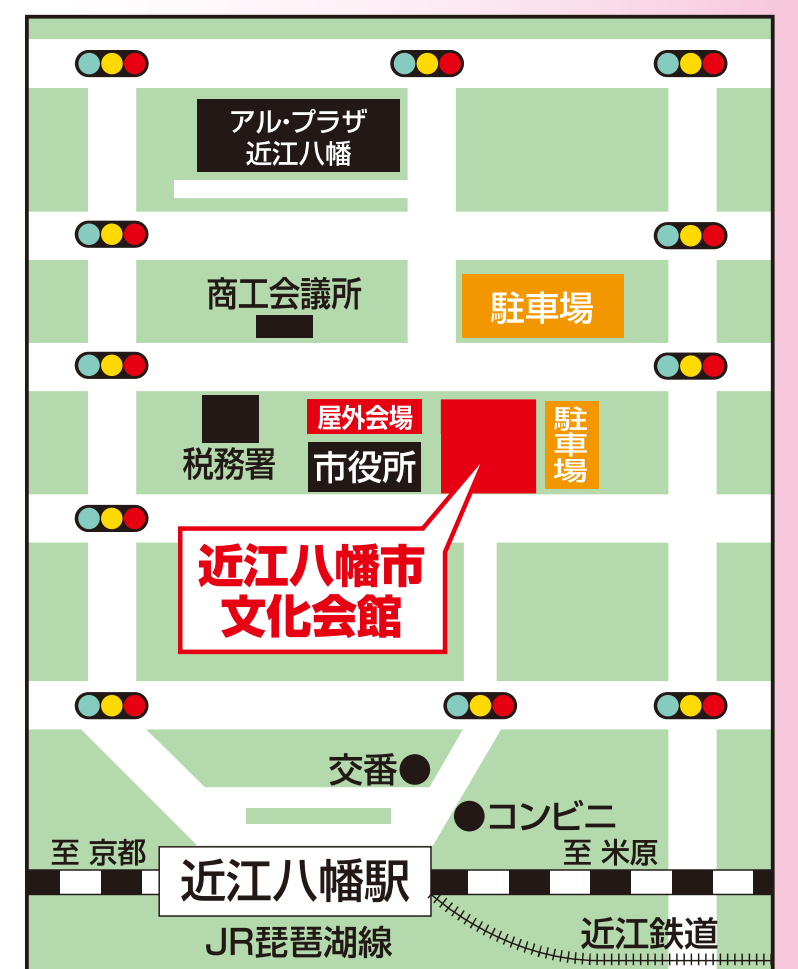 アル・プラザ
近江八幡
商工会議所
駐車場
屋外会場
税務署
市役所
駐車場
近江八幡市
文化会館
交番
コンビニ
至 京都
至 米原
近江八幡駅
JR琵琶湖線
近江鉄道